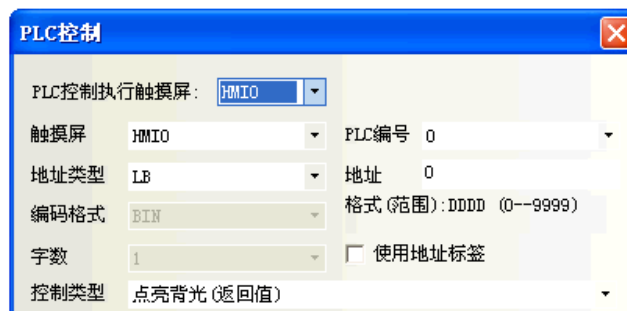 PLC控制
PLC控制执行触摸屏: HMI0
触摸屏 HMI0 PLC编号 0
地址类型 LB 地址 0
编码格式 BIN 格式(范围):DDDD (0--9999)
字数 1 使用地址标签
控制类型 点亮背光(返回值)